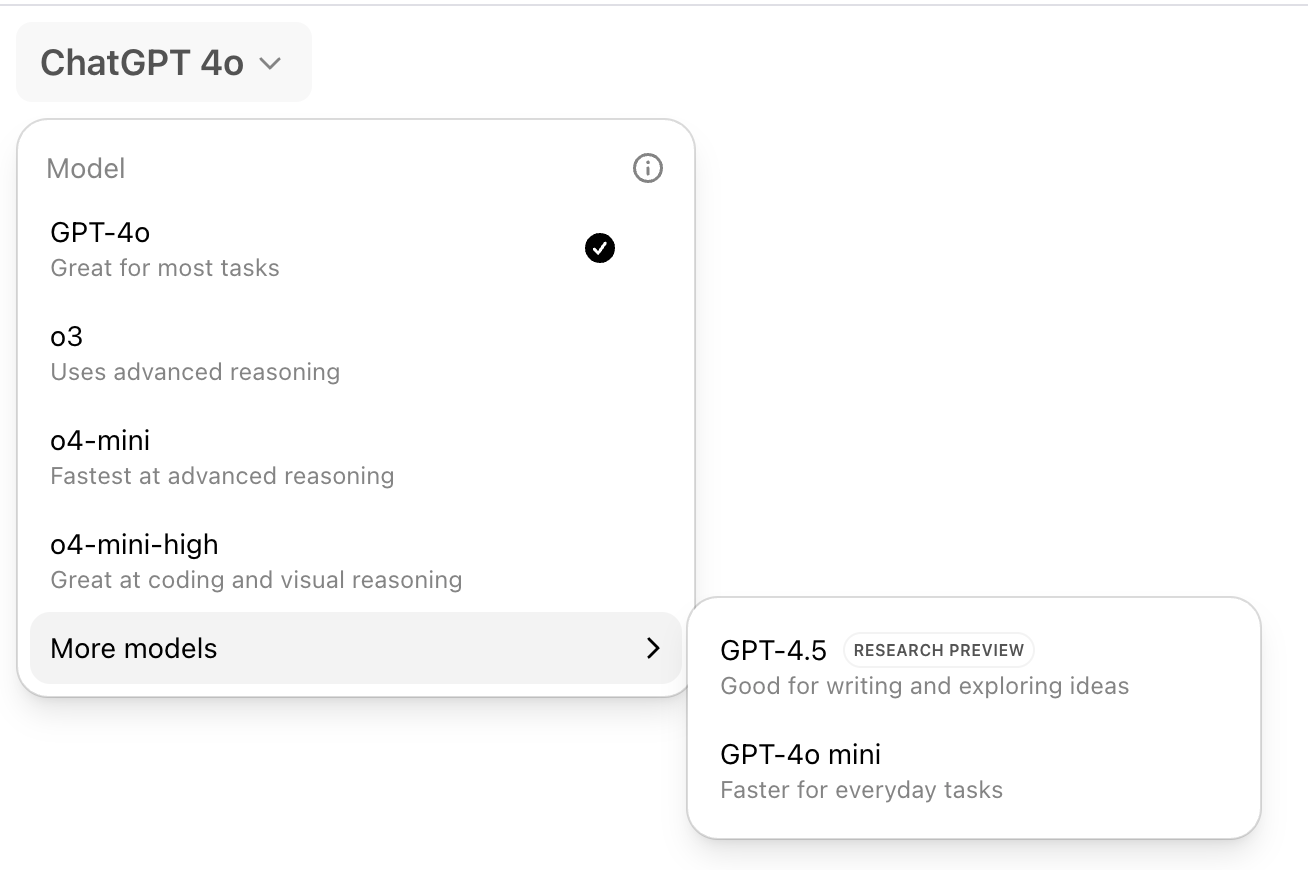 ChatGPT 4o
Model
GPT-4o
Great for most tasks
o3
Uses advanced reasoning
o4-mini
Fastest at advanced reasoning
o4-mini-high
Great at coding and visual reasoning
More models
GPT-4.5 RESEARCH PREVIEW
Good for writing and exploring ideas
GPT-4o mini
Faster for everyday tasks